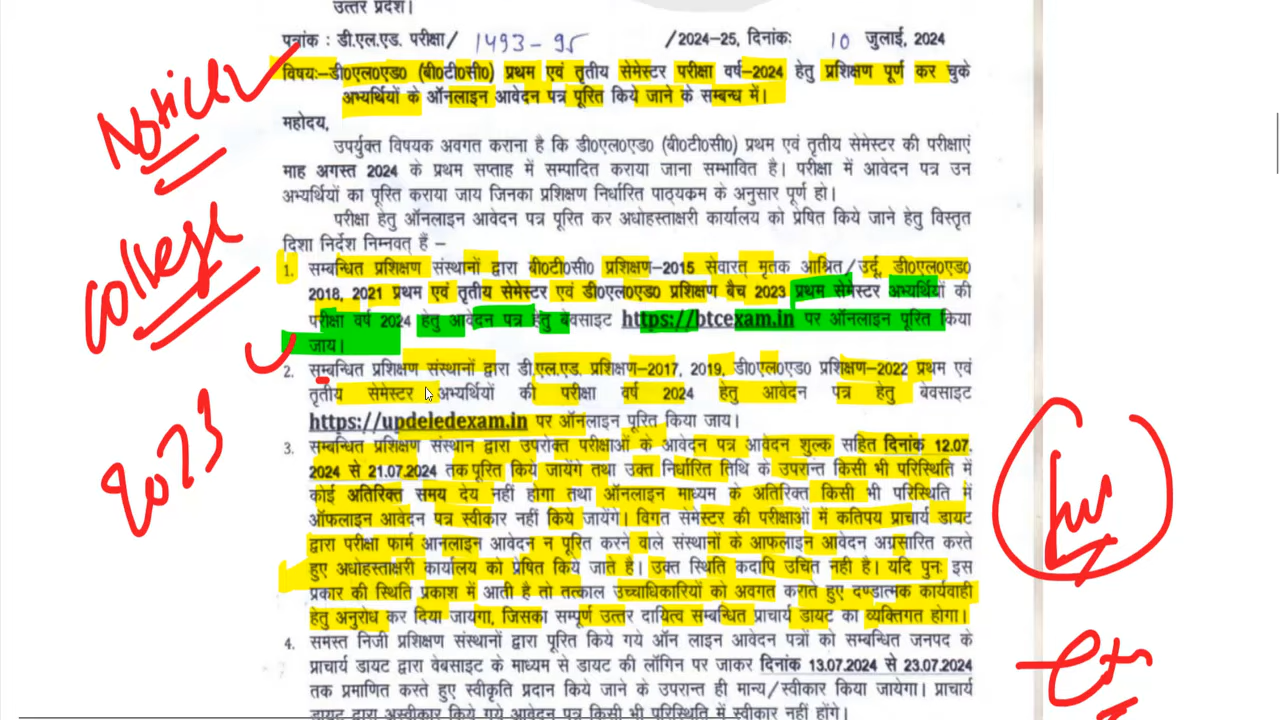 उत्तर प्रदेश।
पत्रांक : डी.एल.एड. परीक्षा/ 1493-95 /2024-25, दिनांकः 10 जुलाई, 2024
विषयः–डी0एल0एड0 (बी0टी0सी0) प्रथम एवं तृतीय सेमेस्टर परीक्षा वर्ष–2024 हेतु प्रशिक्षण पूर्ण कर चुके
अभ्यर्थियों के ऑनलाइन आवेदन पत्र पूरित किये जाने के सम्बन्ध में।
महोदय,
उपर्युक्त विषयक अवगत कराना है कि डी0एल0एड0 (बी0टी0सी0) प्रथम एवं तृतीय सेमेस्टर की परीक्षाएं
माह अगस्त 2024 के प्रथम सप्ताह में सम्पादित कराया जाना सम्भावित है। परीक्षा में आवेदन पत्र उन
अभ्यर्थियों का पूरित कराया जाय जिनका प्रशिक्षण निर्धारित पाठ्यक्रम के अनुसार पूर्ण हो।
परीक्षा हेतु ऑनलाइन आवेदन पत्र पूरित कर अधोहस्ताक्षरी कार्यालय को प्रेषित किये जाने हेतु विस्तृत
दिशा निर्देश निम्नवत् हैं –
1. सम्बन्धित प्रशिक्षण संस्थानों द्वारा बी0टी0सी0 प्रशिक्षण–2015 सेवारत मृतक आश्रित/उर्दू, डी0एल0एड0
2018, 2021 प्रथम एवं तृतीय सेमेस्टर एवं डी0एल0एड0 प्रशिक्षण बैच 2023 प्रथम सेमेस्टर अभ्यर्थियों की
परीक्षा वर्ष 2024 हेतु आवेदन पत्र हेतु बेवसाइट https://btcexam.in पर ऑनलाइन पूरित किया
जाय।
2. सम्बन्धित प्रशिक्षण संस्थानों द्वारा डी.एल.एड. प्रशिक्षण–2017, 2019, डी0एल0एड0 प्रशिक्षण–2022 प्रथम एवं
तृतीय सेमेस्टर अभ्यर्थियों की परीक्षा वर्ष 2024 हेतु आवेदन पत्र हेतु बेवसाइट
https://updeledexam.in पर ऑनलाइन पूरित किया जाय।
3. सम्बन्धित प्रशिक्षण संस्थान द्वारा उपरोक्त परीक्षाओं के आवेदन पत्र आवेदन शुल्क सहित दिनांक 12.07.
2024 से 21.07.2024 तक पूरित किये जायेंगे तथा उक्त निर्धारित तिथि के उपरान्त किसी भी परिस्थिति में
कोई अतिरिक्त समय देय नहीं होगा तथा ऑनलाइन माध्यम के अतिरिक्त किसी भी परिस्थिति में
ऑफलाइन आवेदन पत्र स्वीकार नहीं किये जायेंगे। विगत सेमेस्टर की परीक्षाओं में कतिपय प्राचार्य डायट
द्वारा परीक्षा फार्म आनलाइन आवेदन न पूरित करने वाले संस्थानों के आफलाइन आवेदन अग्रसारित करते
हुए अधोहस्ताक्षरी कार्यालय को प्रेषित किये जाते है। उक्त स्थिति कदापि उचित नही है। यदि पुनः इस
प्रकार की स्थिति प्रकाश में आती है तो तत्काल उच्चाधिकारियों को अवगत कराते हुए दण्डात्मक कार्यवाही
हेतु अनुरोध कर दिया जायगा, जिसका सम्पूर्ण उत्तर दायित्व सम्बन्धित प्राचार्य डायट का व्यक्तिगत होगा।
4. समस्त निजी प्रशिक्षण संस्थानों द्वारा पूरित किये गये ऑन लाइन आवेदन पत्रों को सम्बन्धित जनपद के
प्राचार्य डायट द्वारा वेबसाइट के माध्यम से डायट की लॉगिन पर जाकर दिनांक 13.07.2024 से 23.07.2024
तक प्रमाणित करते हुए स्वीकृति प्रदान किये जाने के उपरान्त ही मान्य/स्वीकार किया जायेगा। प्राचार्य
डायट द्वारा अस्वीकार किये गये आवेदन पत्र किसी भी परिस्थिति में स्वीकार नहीं होंगे।
Notice
College
2023